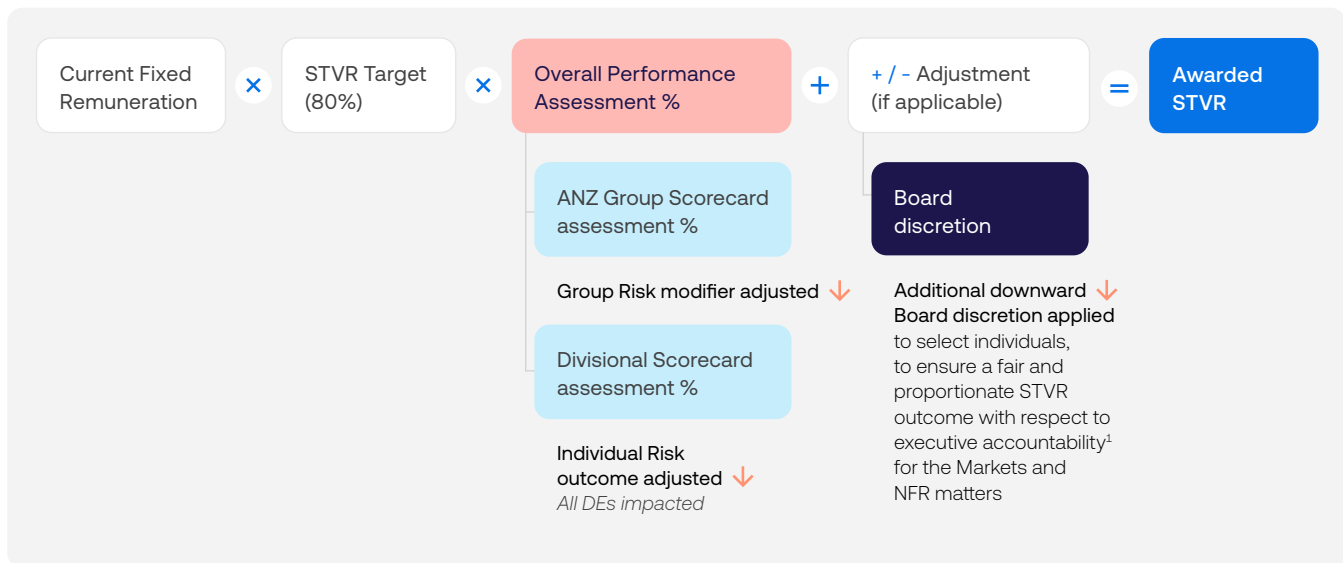 Current Fixed
Remuneration
×
STVR Target
(80%)
×
Overall Performance
Assessment %
+
+ / - Adjustment
(if applicable)
=
Awarded
STVR
ANZ Group Scorecard
assessment %
Group Risk modifier adjusted ↓
Divisional Scorecard
assessment %
Individual Risk
outcome adjusted ↓
All DEs impacted
Board
discretion
Additional downward ↓
Board discretion applied
to select individuals,
to ensure a fair and
proportionate STVR
outcome with respect to
executive accountability¹
for the Markets and
NFR matters